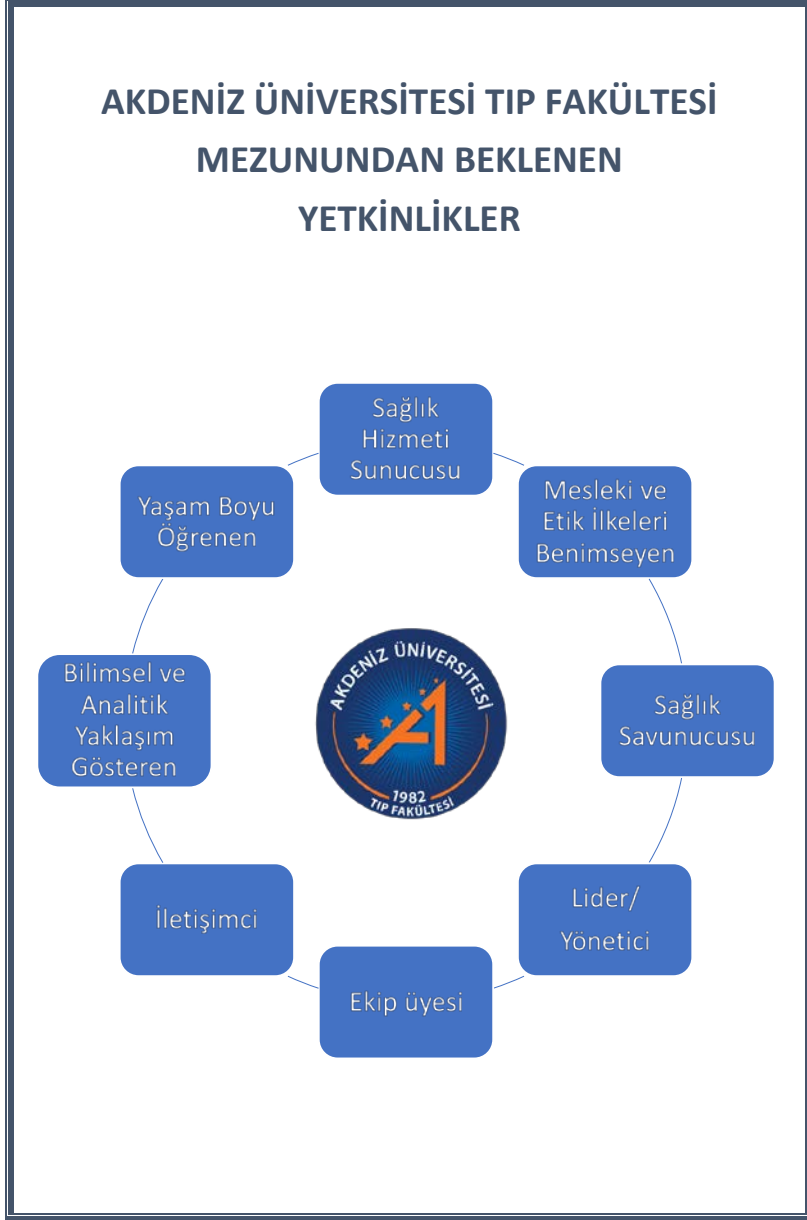 AKDENİZ ÜNİVERSİTESİ TIP FAKÜLTESİ
MEZUNUNDAN BEKLENEN
YETKİNLİKLER
Sağlık
Hizmeti
Sunucusu
Mesleki ve
Etik İlkeleri
Benimseyen
Sağlık
Savunucusu
Lider/
Yönetici
Ekip üyesi
İletişimci
Bilimsel ve
Analitik
Yaklaşım
Gösteren
Yaşam Boyu
Öğrenen
AKDENİZ ÜNİVERSİTESİ
1982
TIP FAKÜLTESİ